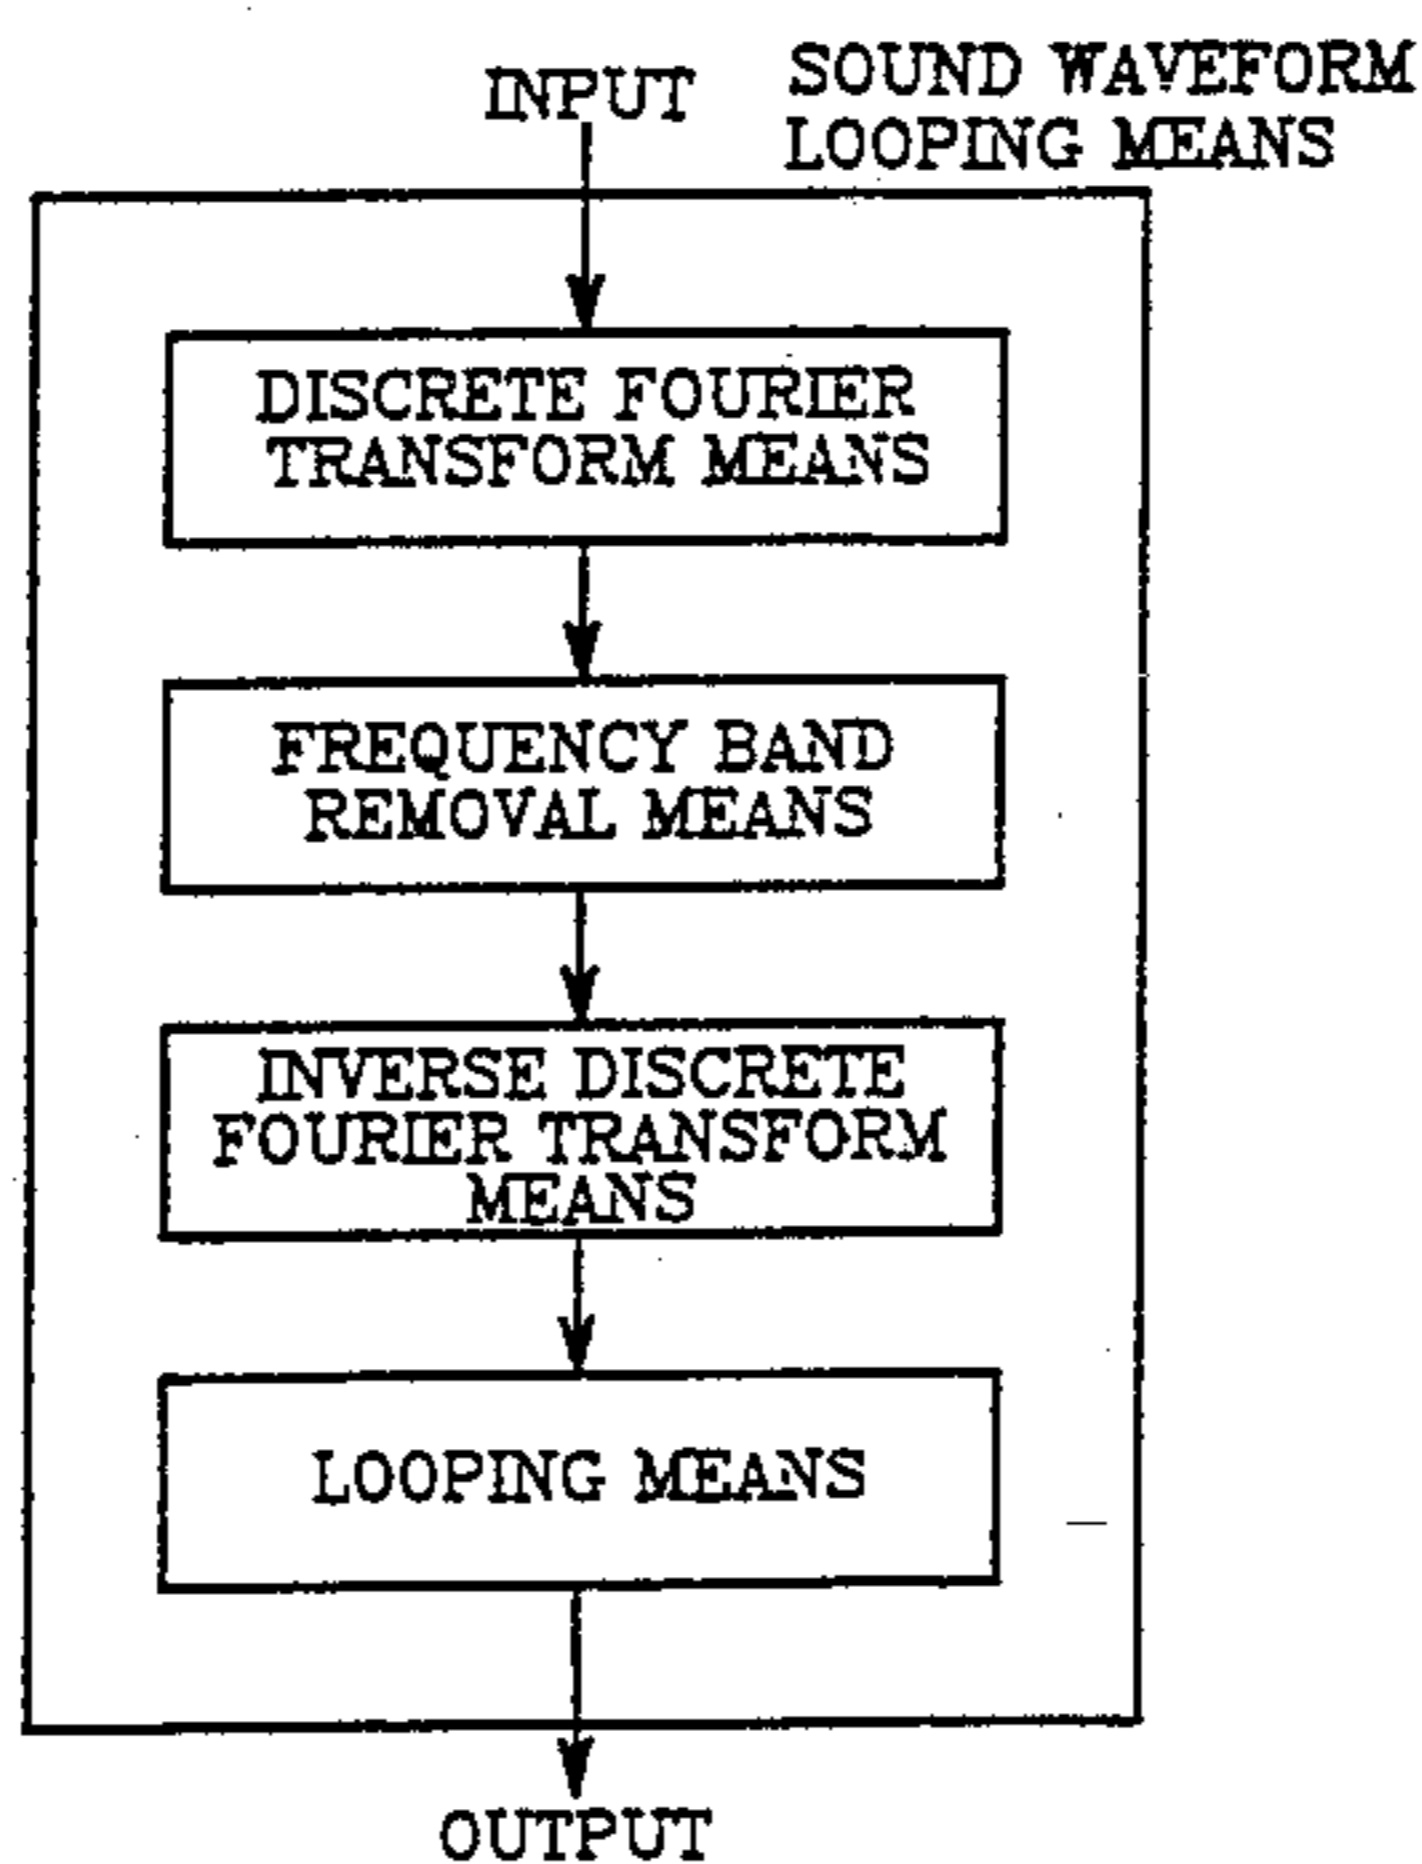 INPUT
SOUND WAVEFORM
LOOPING MEANS
DISCRETE FOURIER
TRANSFORM MEANS
FREQUENCY BAND
REMOVAL MEANS
INVERSE DISCRETE
FOURIER TRANSFORM
MEANS
LOOPING MEANS
OUTPUT